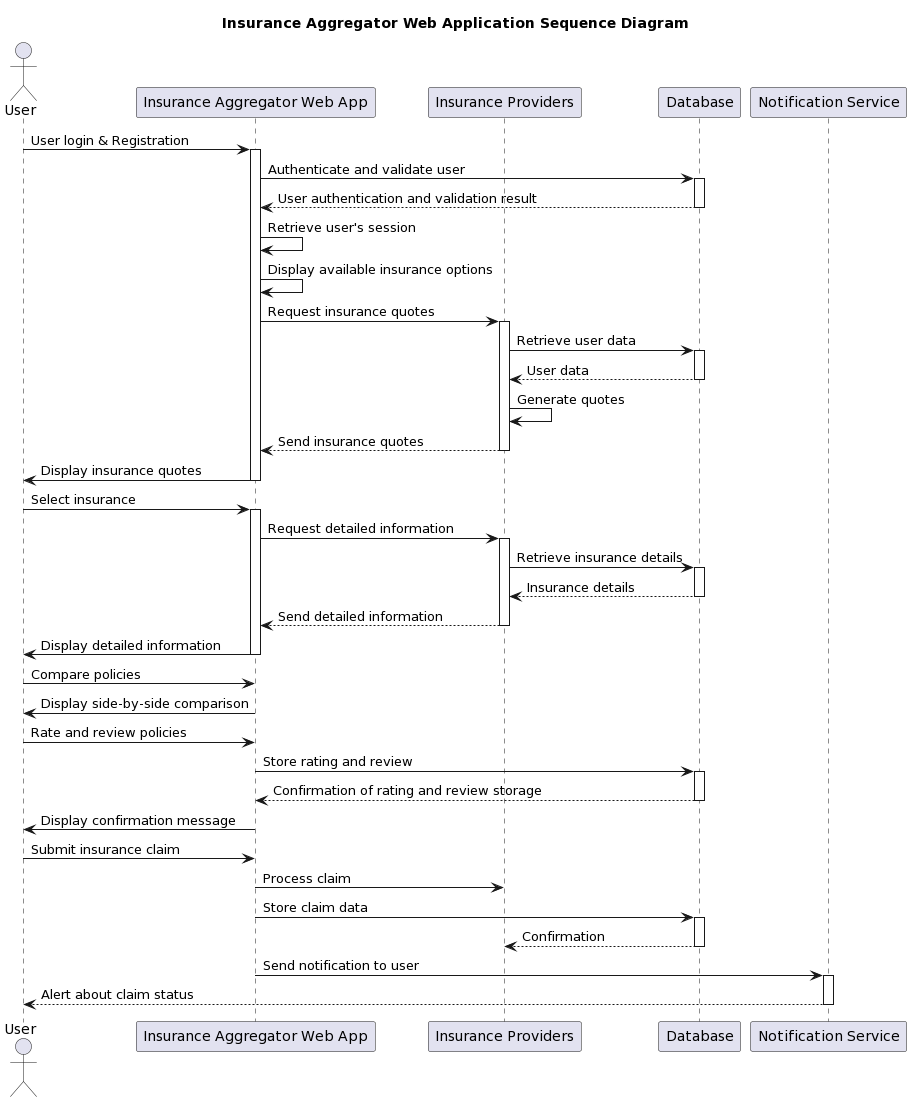 Insurance Aggregator Web Application Sequence Diagram
User
Insurance Aggregator Web App
Insurance Providers
Database
Notification Service
User login & Registration
Authenticate and validate user
User authentication and validation result
Retrieve user's session
Display available insurance options
Request insurance quotes
Retrieve user data
User data
Generate quotes
Send insurance quotes
Display insurance quotes
Select insurance
Request detailed information
Retrieve insurance details
Insurance details
Send detailed information
Display detailed information
Compare policies
Display side-by-side comparison
Rate and review policies
Store rating and review
Confirmation of rating and review storage
Display confirmation message
Submit insurance claim
Process claim
Store claim data
Confirmation
Send notification to user
Alert about claim status
User
Insurance Aggregator Web App
Insurance Providers
Database
Notification Service